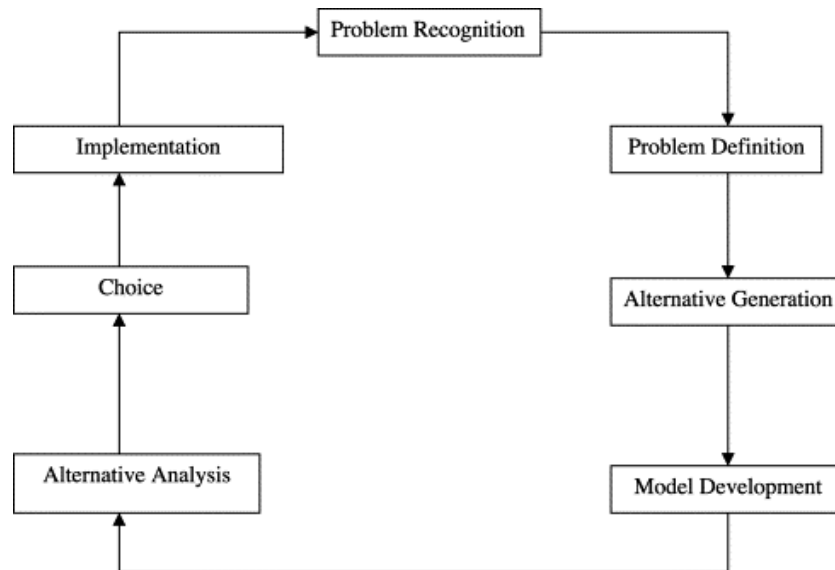 Problem Recognition
Implementation
Problem Definition
Choice
Alternative Generation
Alternative Analysis
Model Development